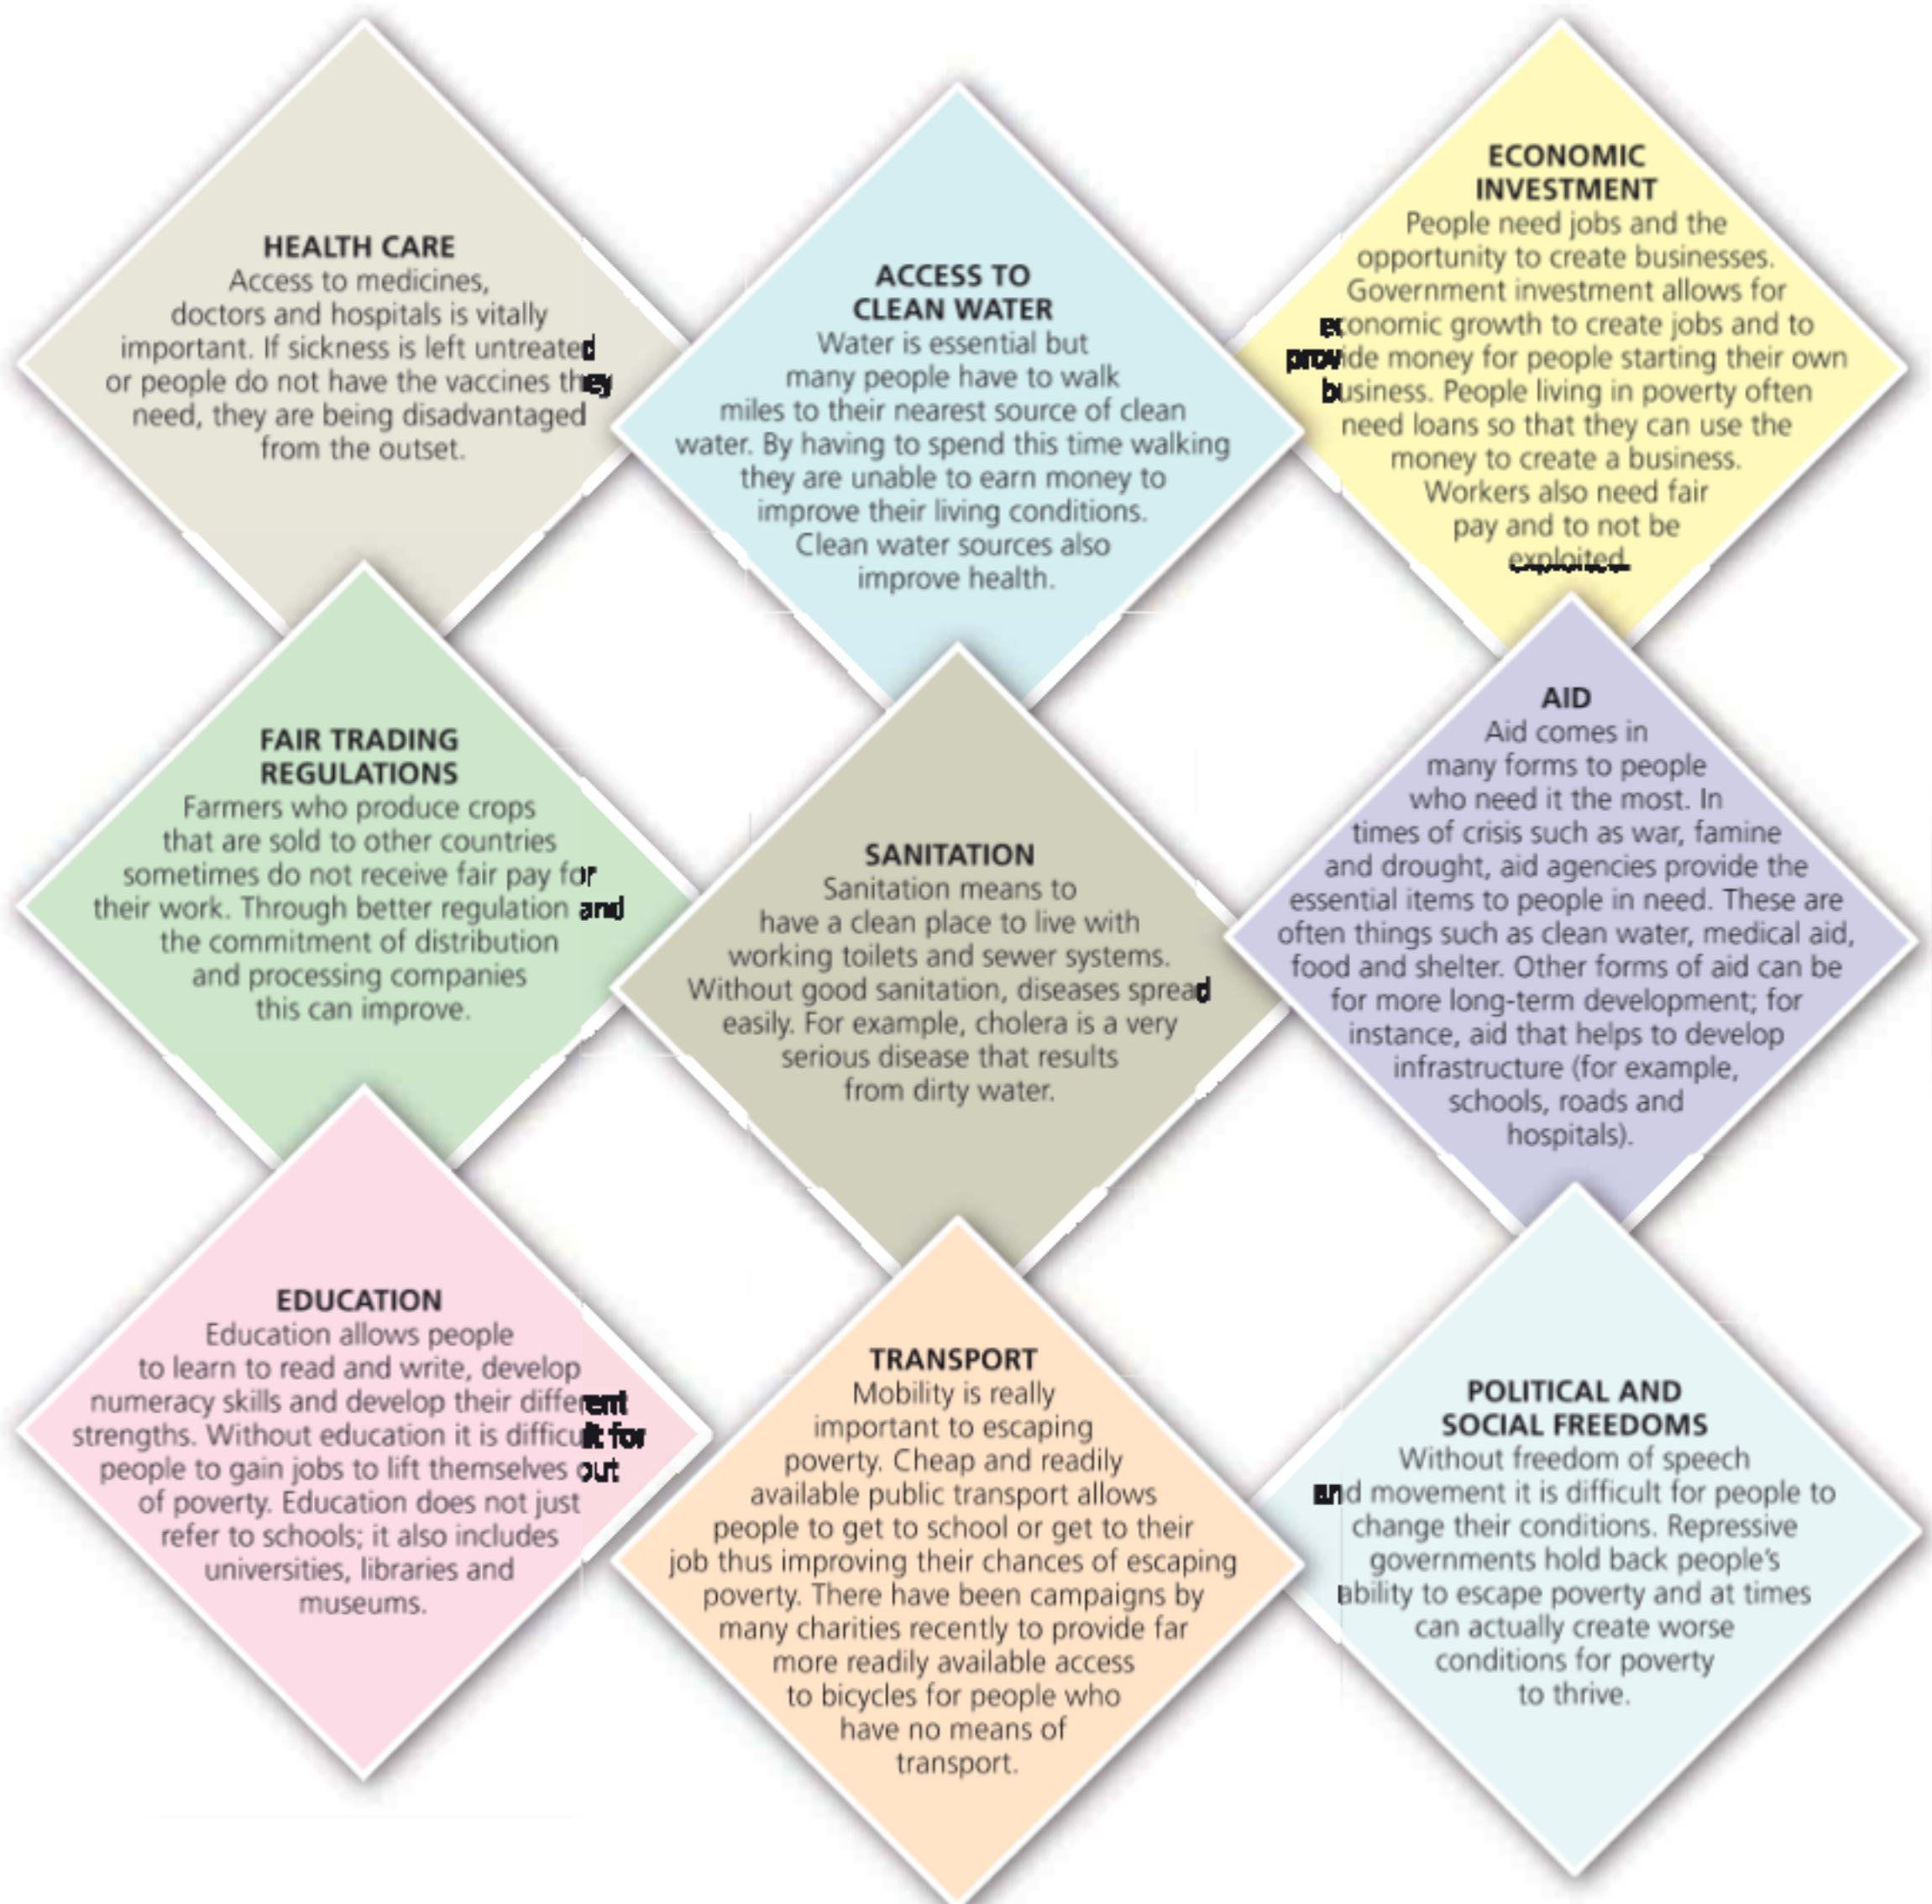 HEALTH CARE
Access to medicines,
doctors and hospitals is vitally
important. If sickness is left untreated
or people do not have the vaccines they
need, they are being disadvantaged
from the outset.
ACCESS TO
CLEAN WATER
Water is essential but
many people have to walk
miles to their nearest source of clean
water. By having to spend this time walking
they are unable to earn money to
improve their living conditions.
Clean water sources also
improve health.
ECONOMIC
INVESTMENT
People need jobs and the
opportunity to create businesses.
Government investment allows for
economic growth to create jobs and to
provide money for people starting their own
business. People living in poverty often
need loans so that they can use the
money to create a business.
Workers also need fair
pay and to not be
exploited.
FAIR TRADING
REGULATIONS
Farmers who produce crops
that are sold to other countries
sometimes do not receive fair pay for
their work. Through better regulation and
the commitment of distribution
and processing companies
this can improve.
SANITATION
Sanitation means to
have a clean place to live with
working toilets and sewer systems.
Without good sanitation, diseases spread
easily. For example, cholera is a very
serious disease that results
from dirty water.
AID
Aid comes in
many forms to people
who need it the most. In
times of crisis such as war, famine
and drought, aid agencies provide the
essential items to people in need. These are
often things such as clean water, medical aid,
food and shelter. Other forms of aid can be
for more long-term development; for
instance, aid that helps to develop
infrastructure (for example,
schools, roads and
hospitals).
EDUCATION
Education allows people
to learn to read and write, develop
numeracy skills and develop their different
strengths. Without education it is difficult for
people to gain jobs to lift themselves out
of poverty. Education does not just
refer to schools; it also includes
universities, libraries and
museums.
TRANSPORT
Mobility is really
important to escaping
poverty. Cheap and readily
available public transport allows
people to get to school or get to their
job thus improving their chances of escaping
poverty. There have been campaigns by
many charities recently to provide far
more readily available access
to bicycles for people who
have no means of
transport.
POLITICAL AND
SOCIAL FREEDOMS
Without freedom of speech
and movement it is difficult for people to
change their conditions. Repressive
governments hold back people's
ability to escape poverty and at times
can actually create worse
conditions for poverty
to thrive.